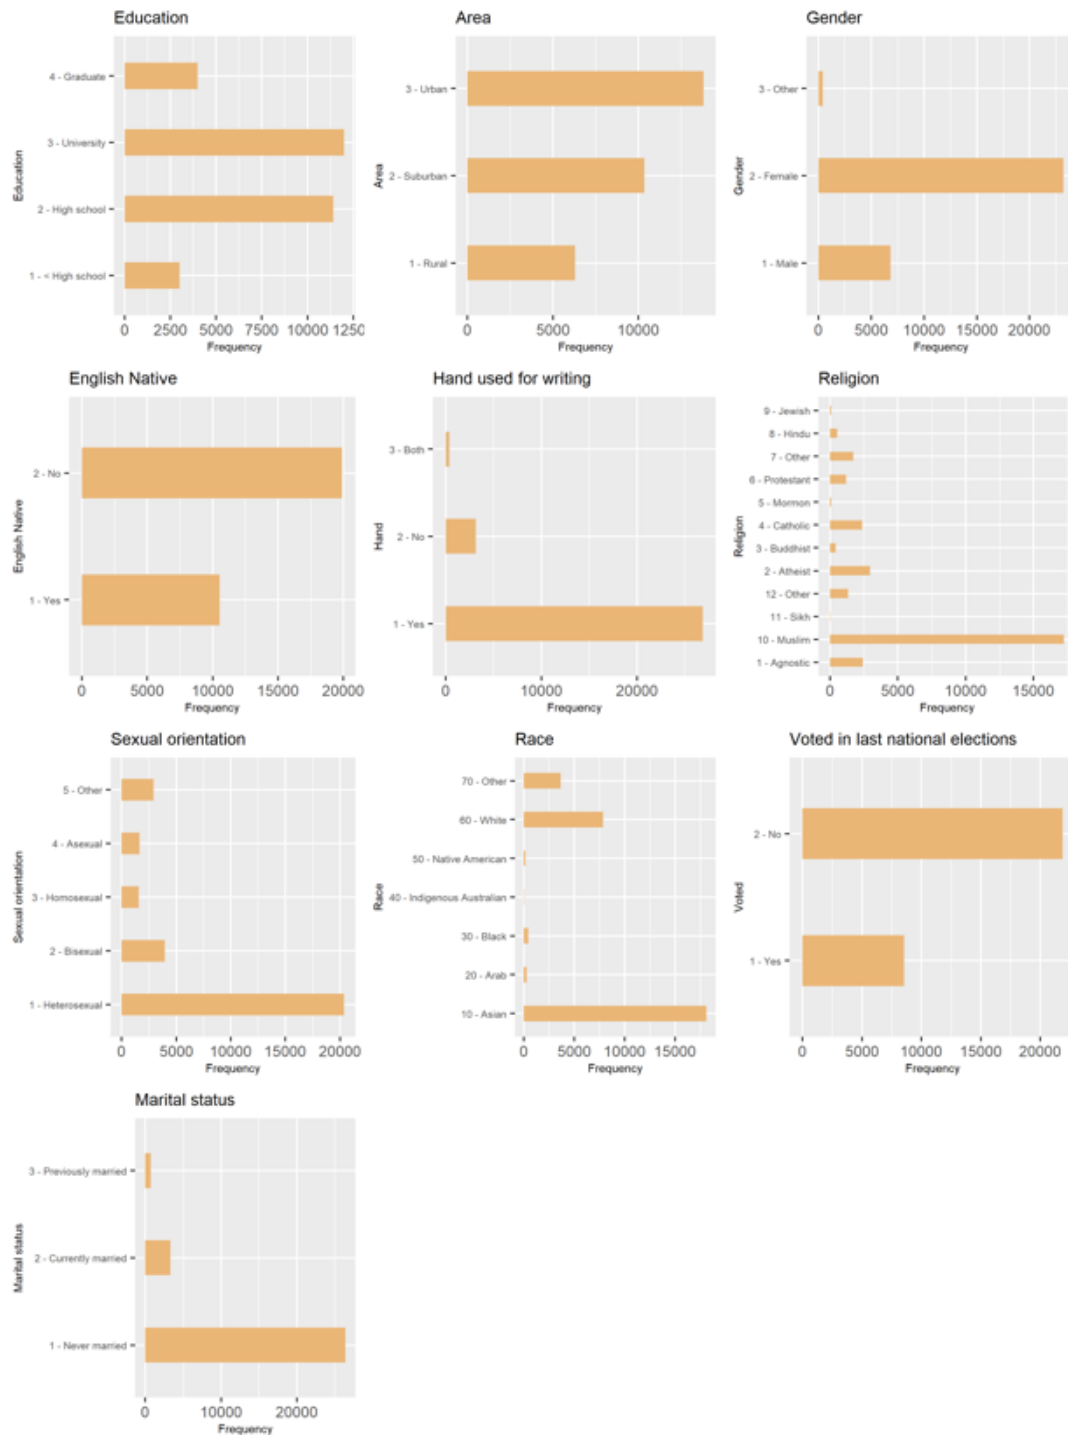 Education
Education
4 - Graduate
3 - University
2 - High school
1 - < High school
0 2500 5000 7500 10000 1250
Frequency
Area
Area
3 - Urban
2 - Suburban
1 - Rural
0 5000 10000
Frequency
Gender
Gender
3 - Other
2 - Female
1 - Male
0 5000 10000 15000 20000
Frequency
English Native
English Native
2 - No
1 - Yes
0 5000 10000 15000 20000
Frequency
Hand used for writing
Hand
3 - Both
2 - No
1 - Yes
0 10000 20000
Frequency
Religion
Religion
9 - Jewish
8 - Hindu
7 - Other
6 - Protestant
5 - Mormon
4 - Catholic
3 - Buddhist
2 - Atheist
12 - Other
11 - Sikh
10 - Muslim
1 - Agnostic
0 5000 10000 15000
Frequency
Sexual orientation
Sexual orientation
5 - Other
4 - Asexual
3 - Homosexual
2 - Bisexual
1 - Heterosexual
0 5000 10000 15000 20000
Frequency
Race
Race
70 - Other
60 - White
50 - Native American
40 - Indigenous Australian
30 - Black
20 - Arab
10 - Asian
0 5000 10000 15000
Frequency
Voted in last national elections
Voted
2 - No
1 - Yes
0 5000 10000 15000 20000
Frequency
Marital status
Marital status
3 - Previously married
2 - Currently married
1 - Never married
0 10000 20000
Frequency